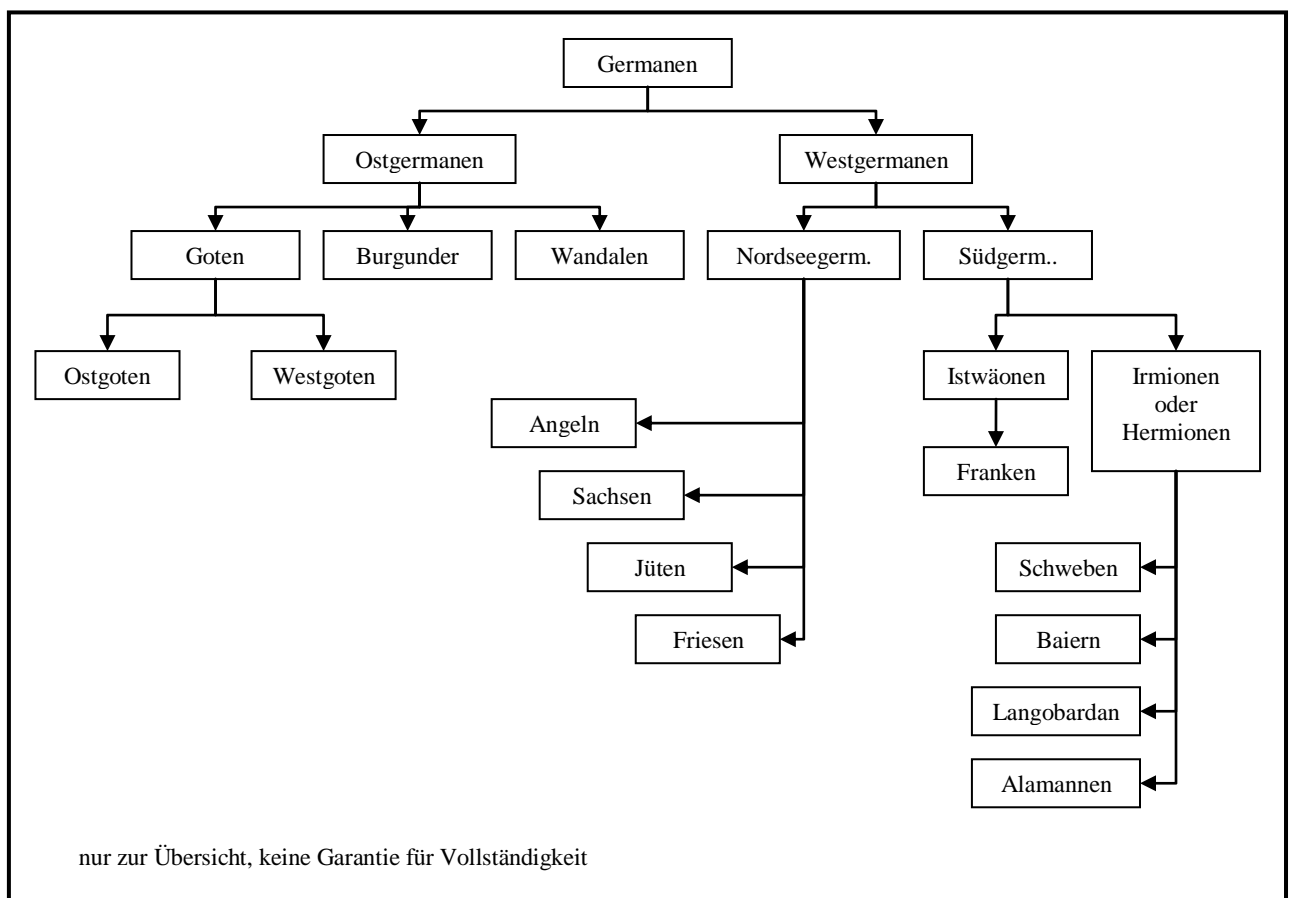 Germanen
Ostgermanen
Westgermanen
Goten
Burgunder
Wandalen
Nordseegerm.
Südgerm..
Ostgoten
Westgoten
Istwäonen
Irmionen
oder
Hermionen
Angeln
Franken
Sachsen
Jüten
Schweben
Friesen
Baiern
Langobardan
Alamannen
nur zur Übersicht, keine Garantie für Vollständigkeit